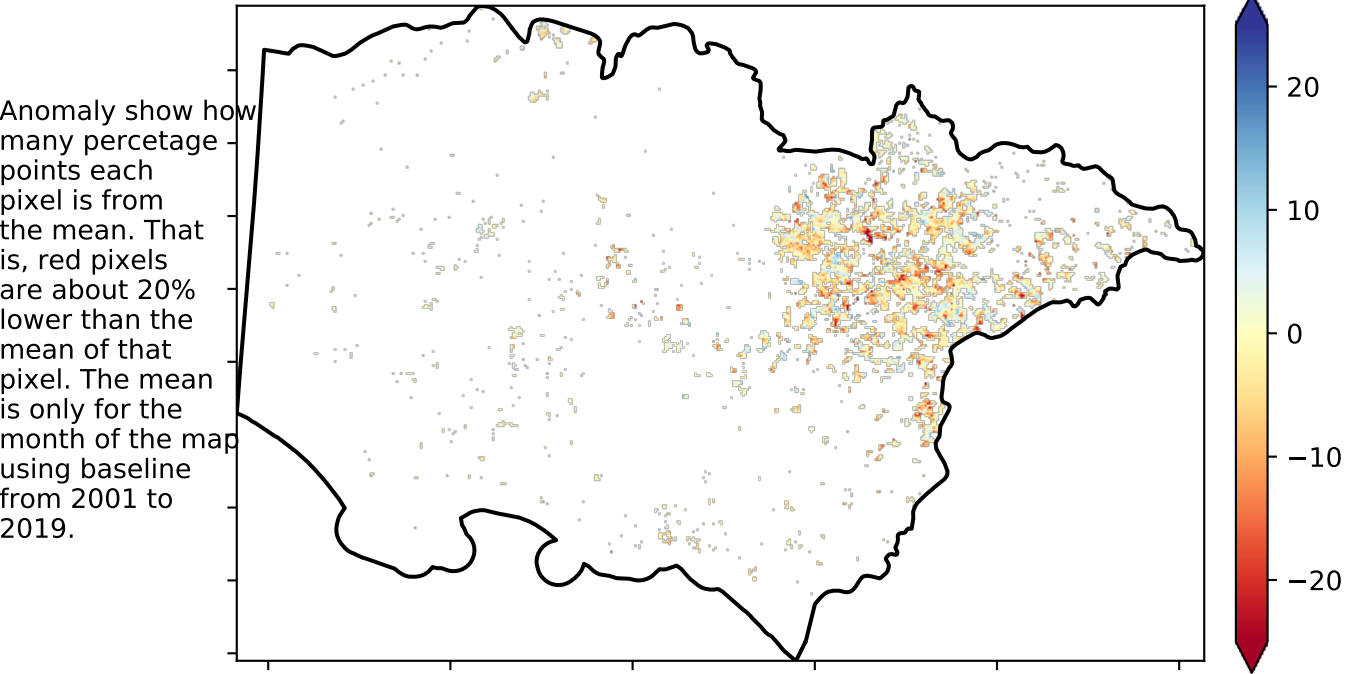 Anomaly show how
many percetage
points each
pixel is from
the mean. That
is, red pixels
are about 20%
lower than the
mean of that
pixel. The mean
is only for the
month of the map
using baseline
from 2001 to
2019.
20
10
0
−10
−20